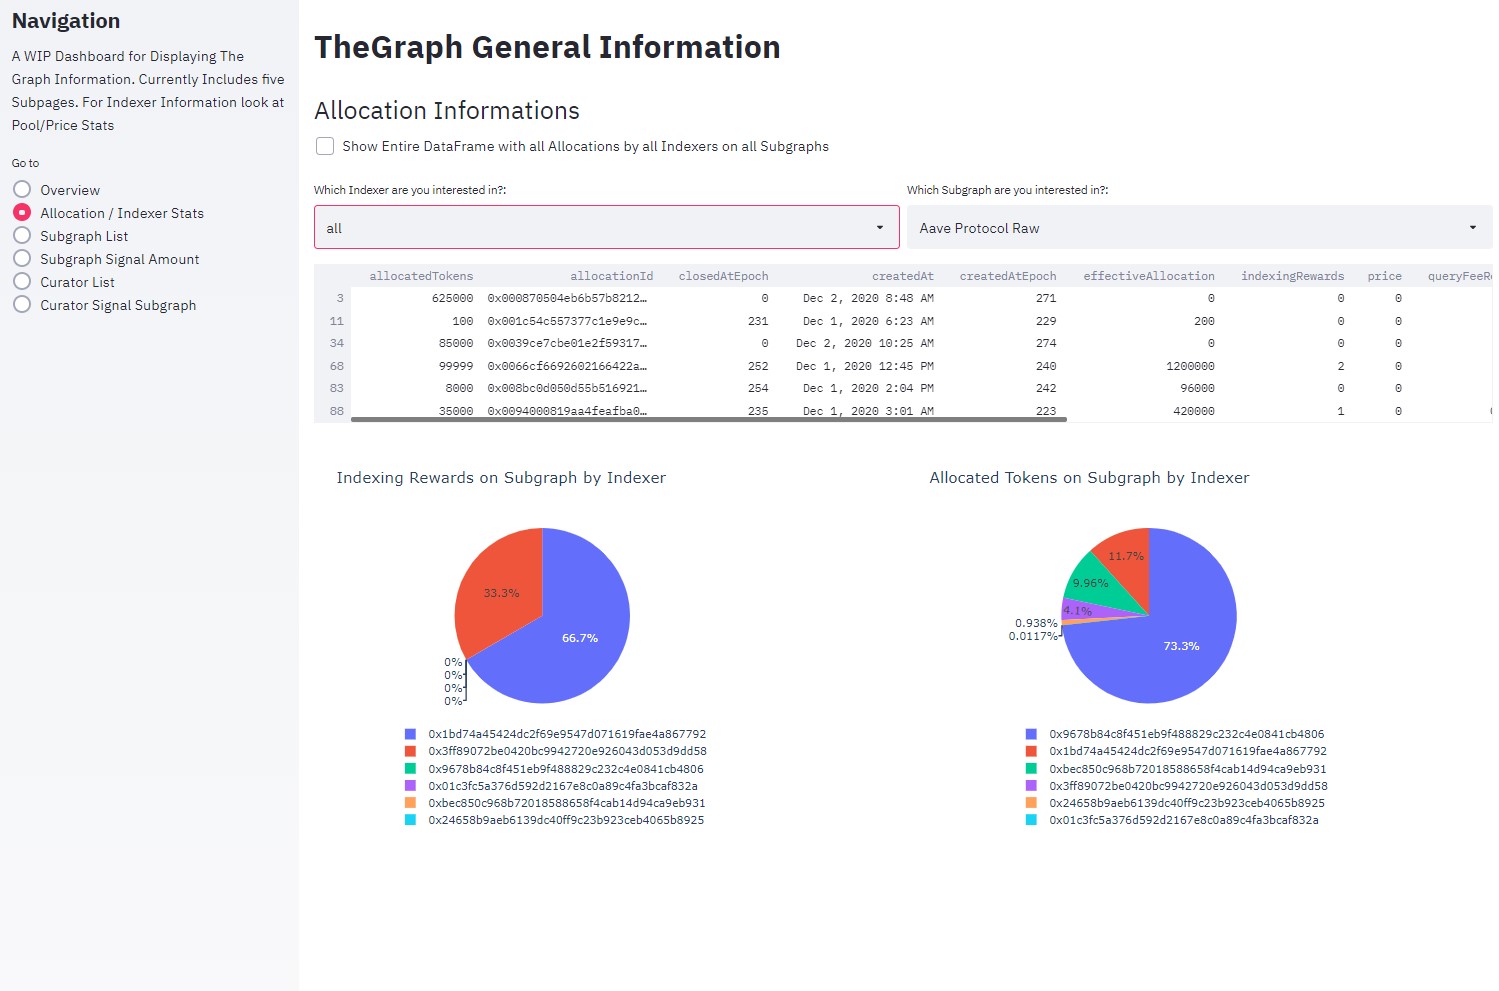 Navigation
A WIP Dashboard for Displaying The
Graph Information. Currently Includes five
Subpages. For Indexer Information look at
Pool/Price Stats
Go to
Overview
Allocation / Indexer Stats
Subgraph List
Subgraph Signal Amount
Curator List
Curator Signal Subgraph
TheGraph General Information
Allocation Informations
Show Entire DataFrame with all Allocations by all Indexers on all Subgraphs
Which Indexer are you interested in?: Which Subgraph are you interested in?:
all Aave Protocol Raw
allocatedTokens allocationId closedAtEpoch createdAt createdAtEpoch effectiveAllocation indexingRewards price
3 625000 0x000870504eb6b57b8212… 0 Dec 2, 2020 8:48 AM 271 0 0 0
11 100 0x001c54c557377c1e9e9c… 231 Dec 1, 2020 6:23 AM 229 200 0 0
34 85000 0x0039ce7cbe01e2f59317… 0 Dec 2, 2020 10:25 AM 274 0 0 0
68 99999 0x0066cf6692602166422a… 252 Dec 1, 2020 12:45 PM 240 1200000 2 0
83 8000 0x008bc0d050d55b516921… 254 Dec 1, 2020 2:04 PM 242 96000 0 0
88 35000 0x0094000819aa4feafba0… 235 Dec 1, 2020 3:01 AM 223 420000 1 0
Indexing Rewards on Subgraph by Indexer
33.3%
66.7%
0%
0%
0%
0%
0x1bd74a45424dc2f69e9547d071619fae4a867792
0x3ff89072be0420bc9942720e926043d053d9dd58
0x9678b84c8f451eb9f488829c232c4e0841cb4806
0x01c3fc5a376d592d2167e8c0a89c4fa3bcaf832a
0xbec850c968b72018588658f4cab14d94ca9eb931
0x24658b9aeb6139dc40ff9c23b923ceb4065b8925
Allocated Tokens on Subgraph by Indexer
11.7%
9.96%
4.1%
0.938%
0.0117%
73.3%
0x9678b84c8f451eb9f488829c232c4e0841cb4806
0x1bd74a45424dc2f69e9547d071619fae4a867792
0xbec850c968b72018588658f4cab14d94ca9eb931
0x3ff89072be0420bc9942720e926043d053d9dd58
0x24658b9aeb6139dc40ff9c23b923ceb4065b8925
0x01c3fc5a376d592d2167e8c0a89c4fa3bcaf832a